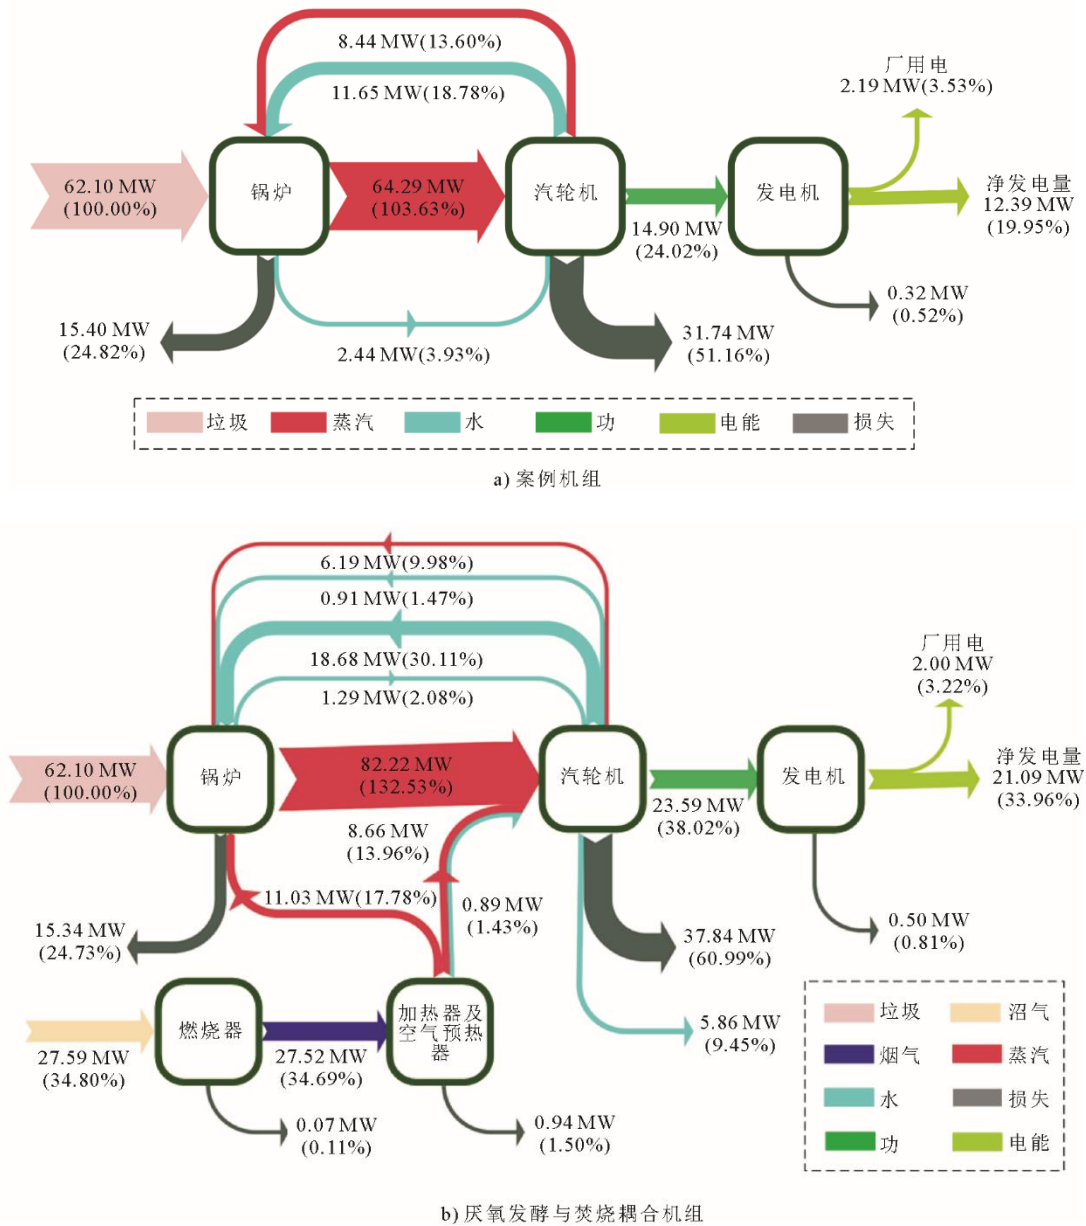 8.44 MW(13.60%)
11.65 MW(18.78%)
厂用电
2.19 MW(3.53%)
62.10 MW
(100.00%)
锅炉
64.29 MW
(103.63%)
汽轮机
14.90 MW
(24.02%)
发电机
净发电量
12.39 MW
(19.95%)
15.40 MW
(24.82%)
2.44 MW(3.93%)
31.74 MW
(51.16%)
0.32 MW
(0.52%)
垃圾
蒸汽
水
功
电能
损失
a) 案例机组
6.19 MW(9.98%)
0.91 MW(1.47%)
18.68 MW(30.11%)
1.29 MW(2.08%)
厂用电
2.00 MW
(3.22%)
62.10 MW
(100.00%)
锅炉
82.22 MW
(132.53%)
汽轮机
23.59 MW
(38.02%)
发电机
净发电量
21.09 MW
(33.96%)
8.66 MW
(13.96%)
11.03 MW(17.78%)
0.89 MW
(1.43%)
15.34 MW
(24.73%)
37.84 MW
(60.99%)
0.50 MW
(0.81%)
27.59 MW
(34.80%)
燃烧器
27.52 MW
(34.69%)
加热器及
空气预热
器
5.86 MW
(9.45%)
0.07 MW
(0.11%)
0.94 MW
(1.50%)
垃圾
沼气
烟气
蒸汽
水
损失
功
电能
b) 厌氧发酵与焚烧耦合机组